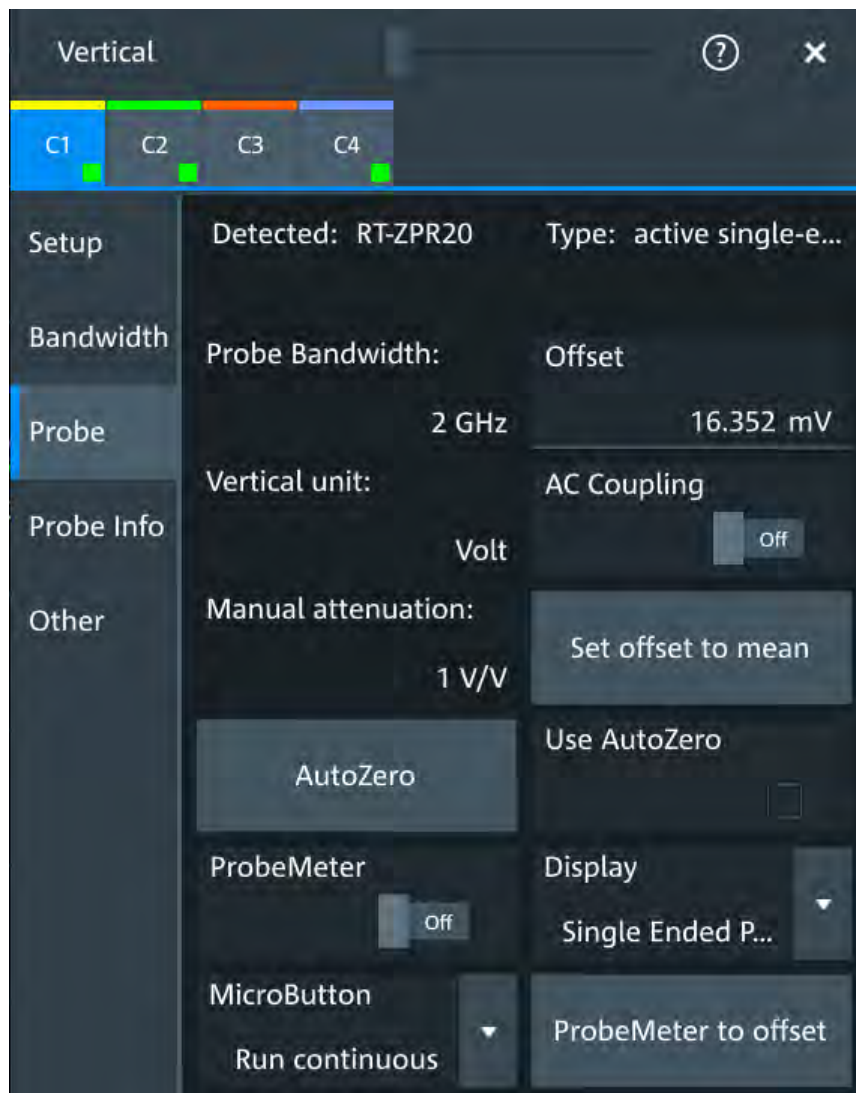 Vertical
?
C1 C2 C3 C4
Setup
Bandwidth
Probe
Probe Info
Other
Detected: RT-ZPR20
Type: active single-e...
Probe Bandwidth:
2 GHz
Offset
16.352 mV
Vertical unit:
Volt
AC Coupling
Off
Manual attenuation:
1 V/V
Set offset to mean
AutoZero
Use AutoZero
ProbeMeter
Off
Display
Single Ended P...
MicroButton
Run continuous
ProbeMeter to offset